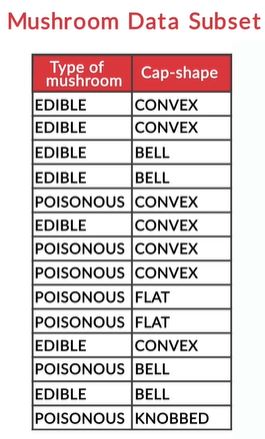 Mushroom Data Subset
Type of mushroom Cap-shape
EDIBLE CONVEX
EDIBLE CONVEX
EDIBLE BELL
EDIBLE BELL
POISONOUS CONVEX
EDIBLE CONVEX
POISONOUS CONVEX
POISONOUS CONVEX
POISONOUS FLAT
POISONOUS FLAT
EDIBLE CONVEX
POISONOUS BELL
EDIBLE BELL
POISONOUS KNOBBED